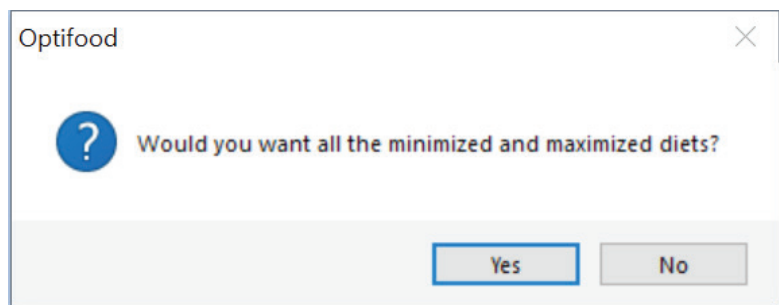 Optifood
Would you want all the minimized and maximized diets?
Yes No